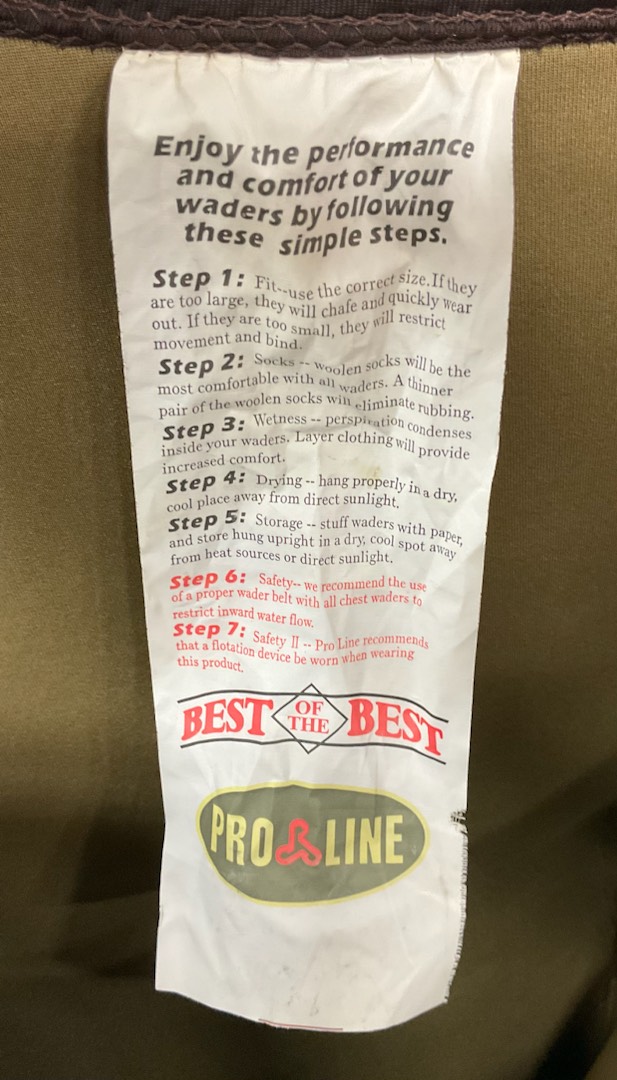 Enjoy the performance
and comfort of your
waders by following
these simple steps.
Step 1: Fit--use the correct size.If they
are too large, they will chafe and quickly wear
out. If they are too small, they will restrict
movement and bind.
Step 2: Socks -- woolen socks will be the
most comfortable with all waders. A thinner
pair of the woolen socks will eliminate rubbing.
Step 3: Wetness -- perspiration condenses
inside your waders. Layer clothing will provide
increased comfort.
Step 4: Drying -- hang properly in a dry,
cool place away from direct sunlight.
Step 5: Storage -- stuff waders with paper,
and store hung upright in a dry, cool spot away
from heat sources or direct sunlight.
Step 6: Safety-- we recommend the use
of a proper wader belt with all chest waders to
restrict inward water flow.
Step 7: Safety II -- Pro Line recommends
that a flotation device be worn when wearing
this product.
BEST OF THE BEST
PRO LINE